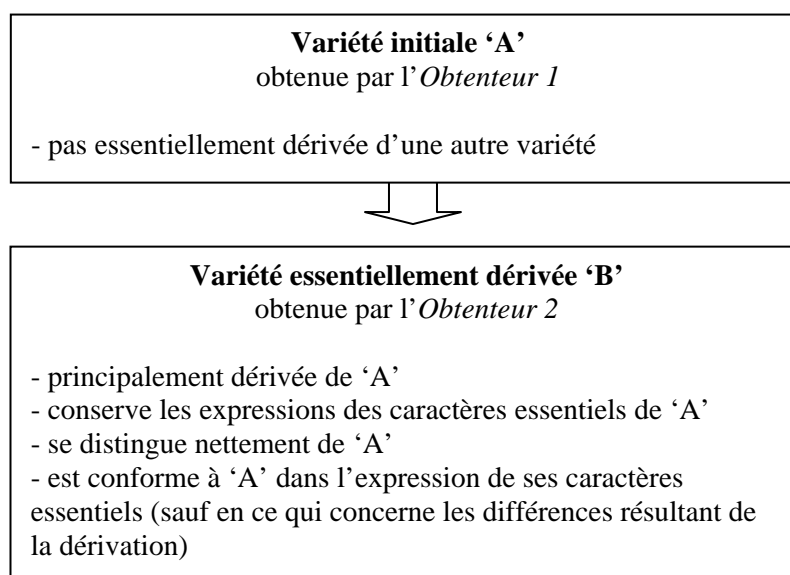 Variété initiale ‘A’
obtenue par l’Obtenteur 1
- pas essentiellement dérivée d’une autre variété
Variété essentiellement dérivée ‘B’
obtenue par l’Obtenteur 2
- principalement dérivée de ‘A’
- conserve les expressions des caractères essentiels de ‘A’
- se distingue nettement de ‘A’
- est conforme à ‘A’ dans l’expression de ses caractères
essentiels (sauf en ce qui concerne les différences résultant de
la dérivation)